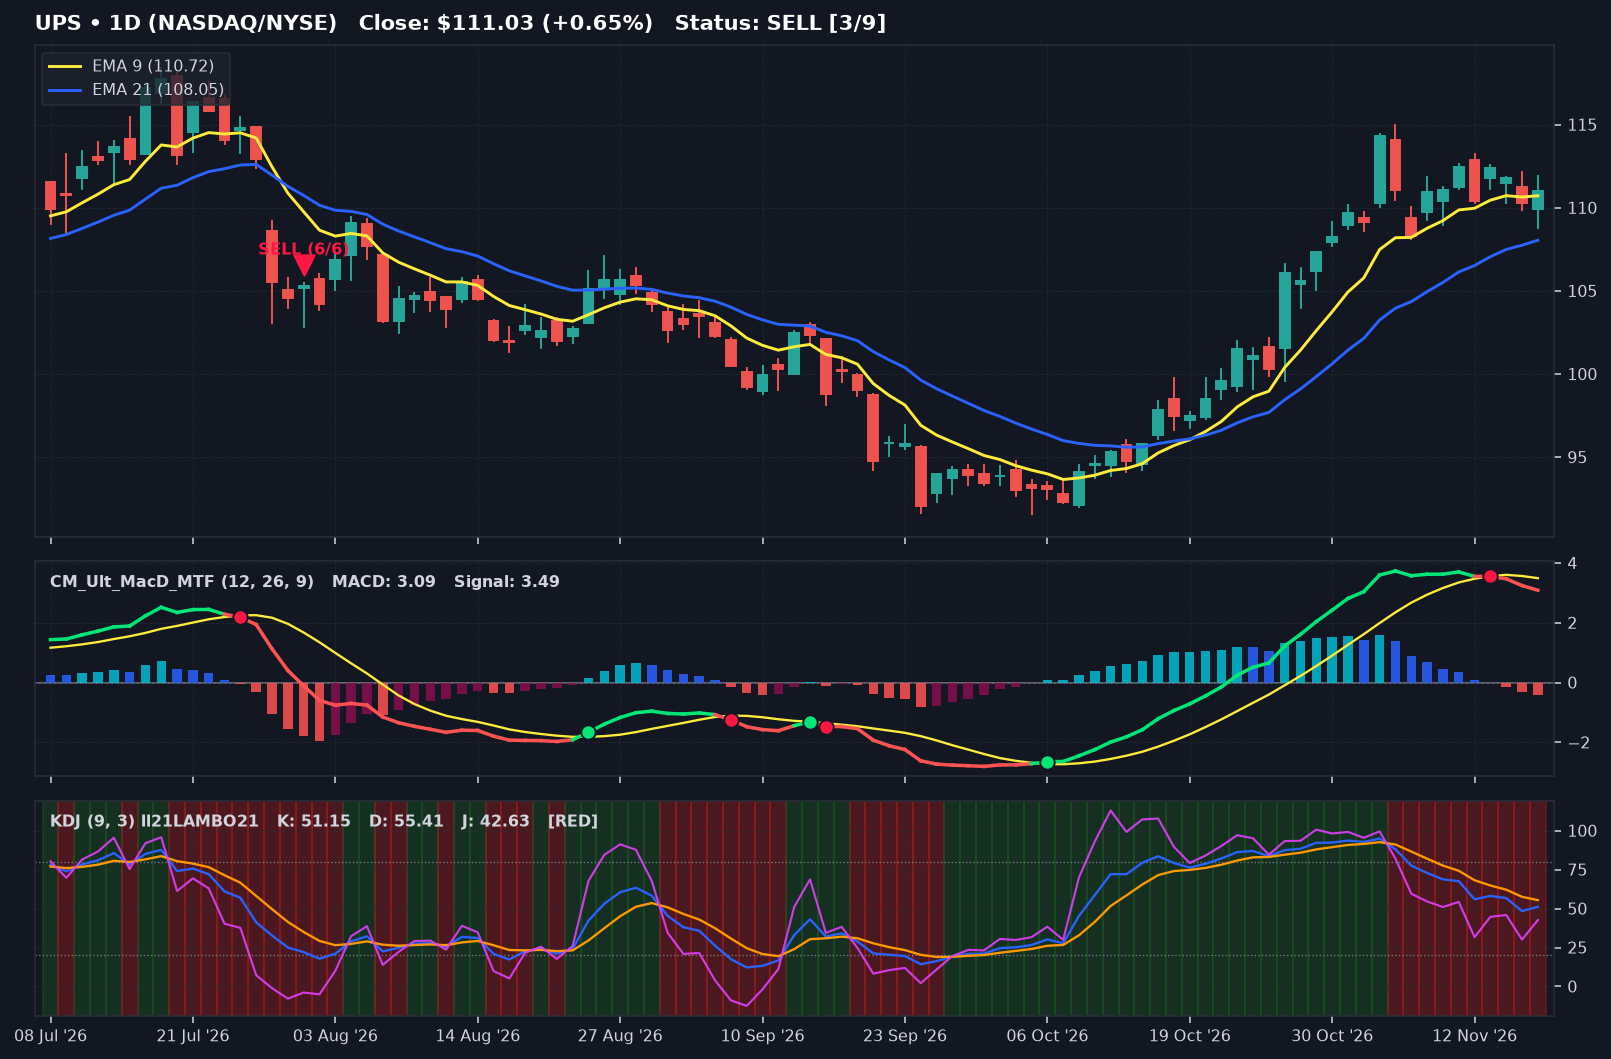 UPS • 1D (NASDAQ/NYSE)   Close: $111.03 (+0.65%)   Status: SELL [3/9]
EMA 9 (110.72)
EMA 21 (108.05)
SELL (6/6)
115
110
105
100
95
CM_Ult_MacD_MTF (12, 26, 9)   MACD: 3.09   Signal: 3.49
4
2
0
−2
KDJ (9, 3) II21LAMBO21   K: 51.15   D: 55.41   J: 42.63   [RED]
100
75
50
25
0
08 Jul '26
21 Jul '26
03 Aug '26
14 Aug '26
27 Aug '26
10 Sep '26
23 Sep '26
06 Oct '26
19 Oct '26
30 Oct '26
12 Nov '26